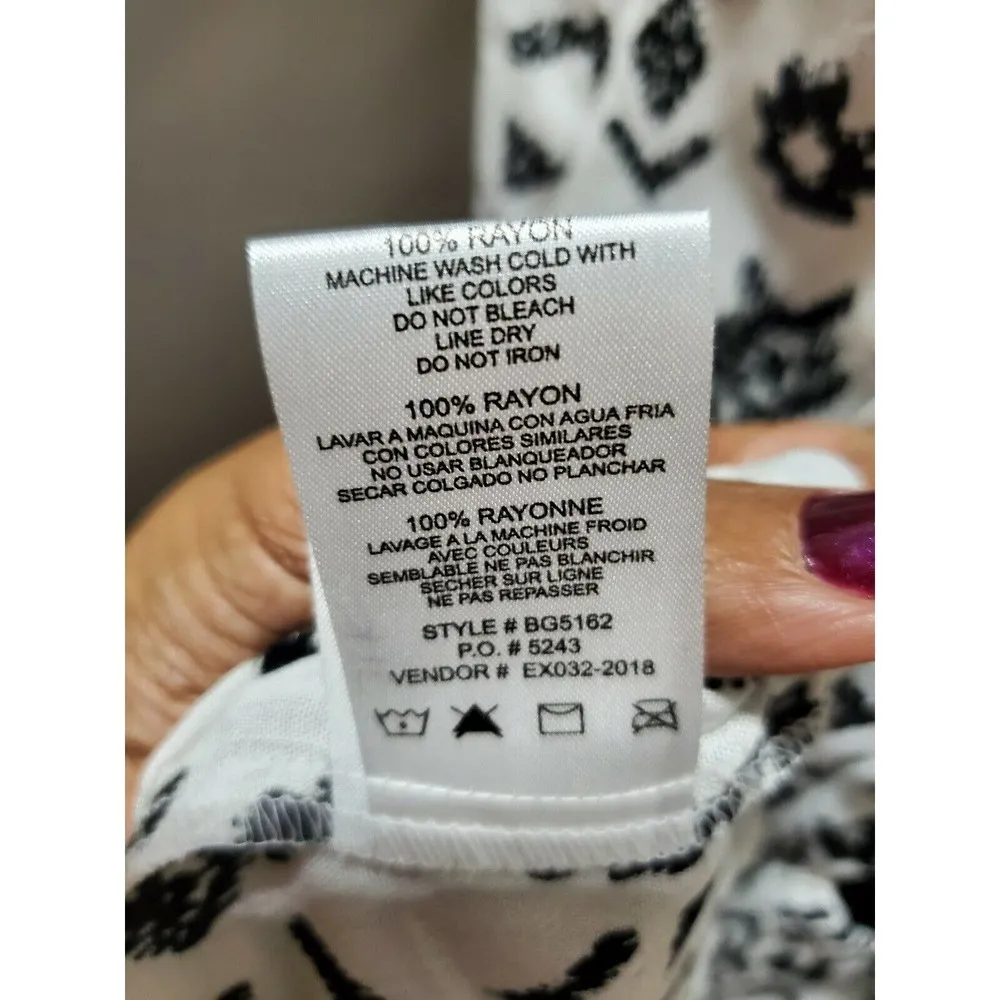 100% RAYON
MACHINE WASH COLD WITH
LIKE COLORS
DO NOT BLEACH
LINE DRY
DO NOT IRON
100% RAYON
LAVAR A MAQUINA CON AGUA FRIA
CON COLORES SIMILARES
NO USAR BLANQUEADOR
SECAR COLGADO NO PLANCHAR
100% RAYONNE
LAVAGE A LA MACHINE FROID
AVEC COULEURS
SEMBLABLE NE PAS BLANCHIR
SECHER SUR LIGNE
NE PAS REPASSER
STYLE # BG5162
P.O. # 5243
VENDOR # EX032-2018